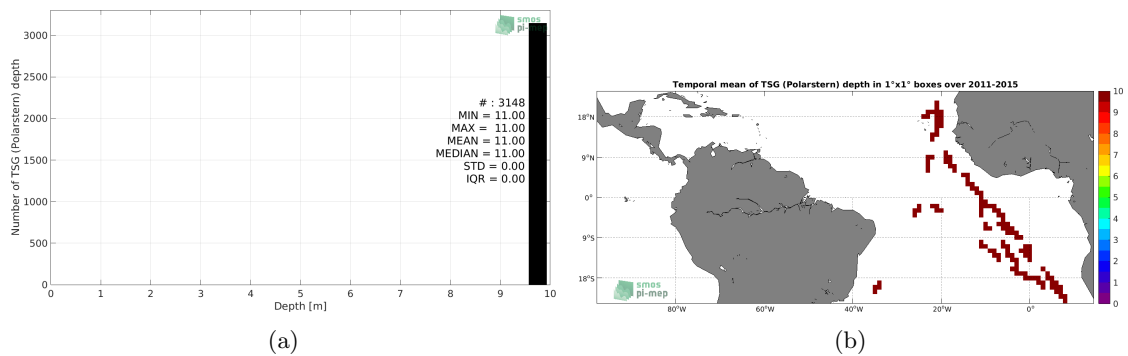 smos
pi-mep
Number of TSG (Polarstern) depth
3000
2500
2000
1500
1000
500
0
# : 3148
MIN = 11.00
MAX = 11.00
MEAN = 11.00
MEDIAN = 11.00
STD = 0.00
IQR = 0.00
0 1 2 3 4 5 6 7 8 9 10
Depth [m]
(a)
Temporal mean of TSG (Polarstern) depth in 1°x1° boxes over 2011-2015
18°N
9°N
0°
9°S
18°S
80°W 60°W 40°W 20°W 0°
smos
pi-mep
10
9
8
7
6
5
4
3
2
1
0
(b)